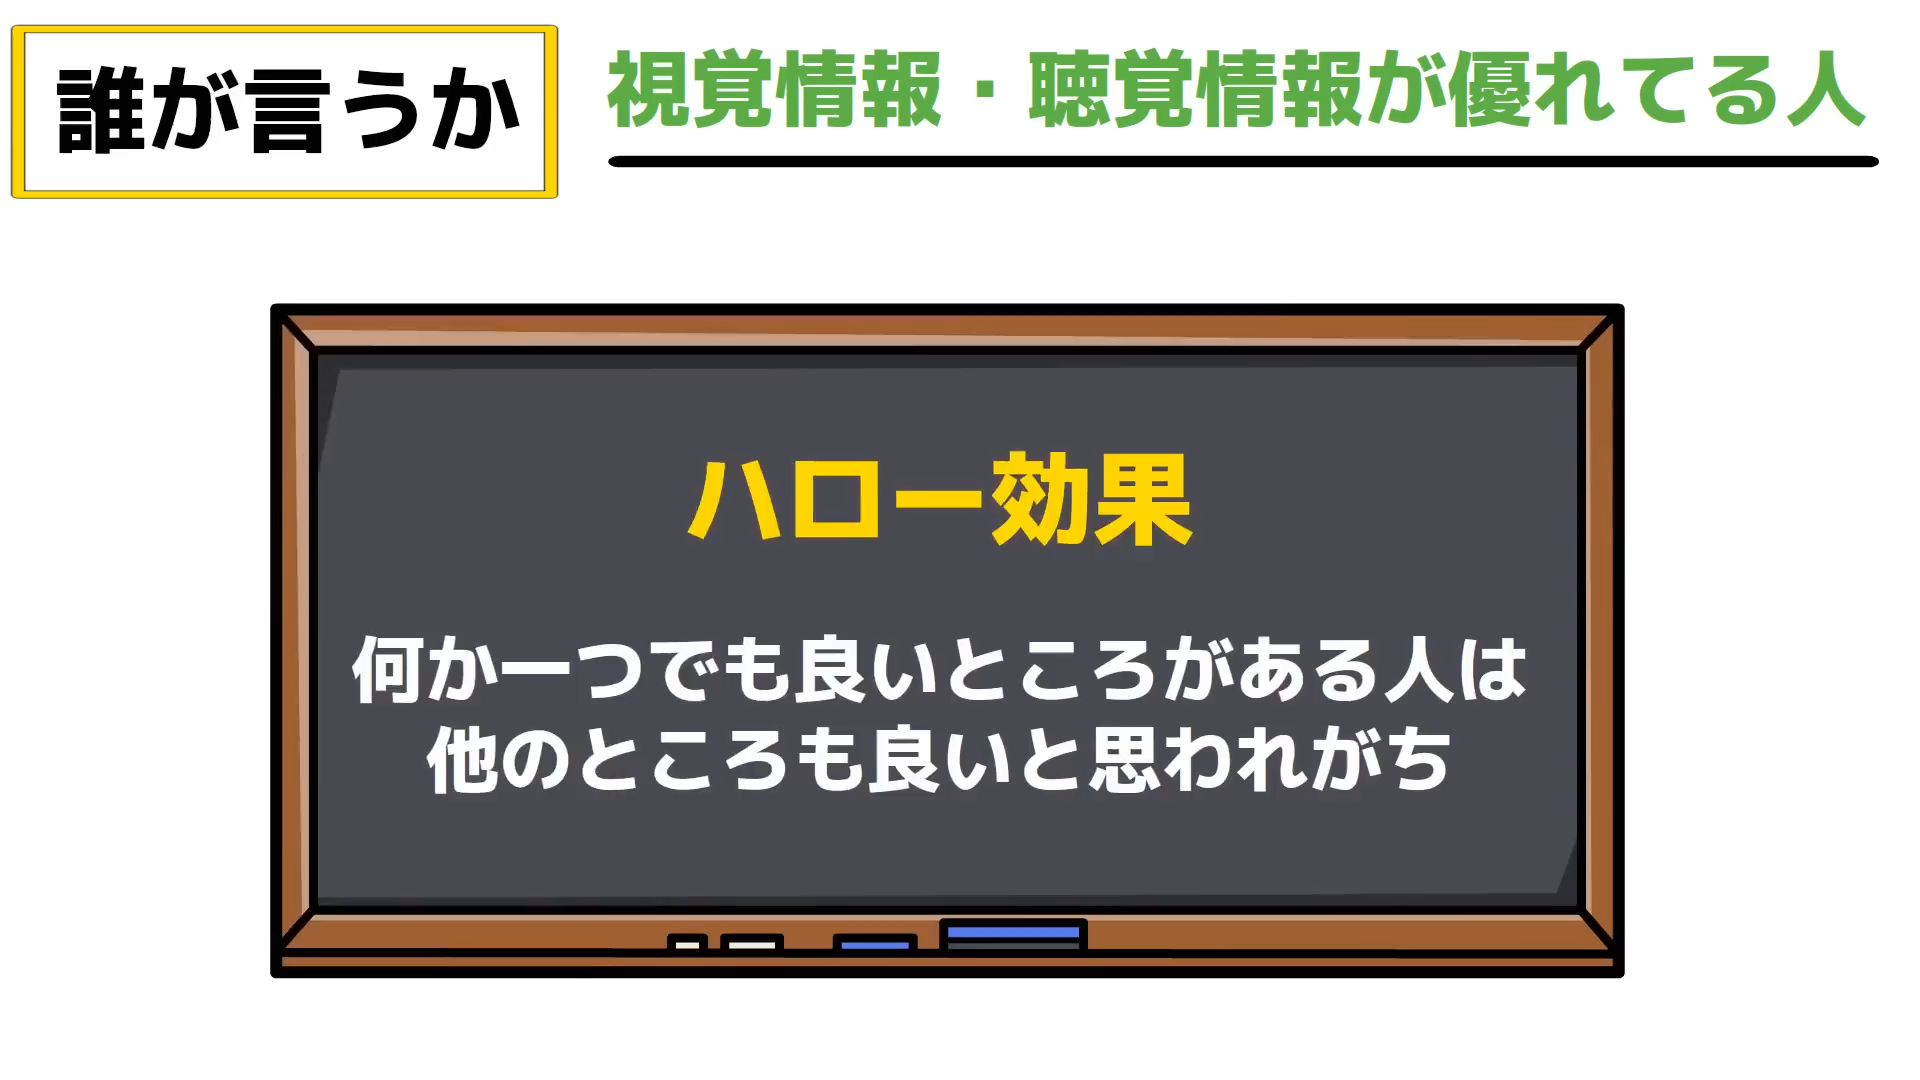 誰が言うか
視覚情報・聴覚情報が優れてる人
ハロー効果
何か一つでも良いところがある人は
他のところも良いと思われがち